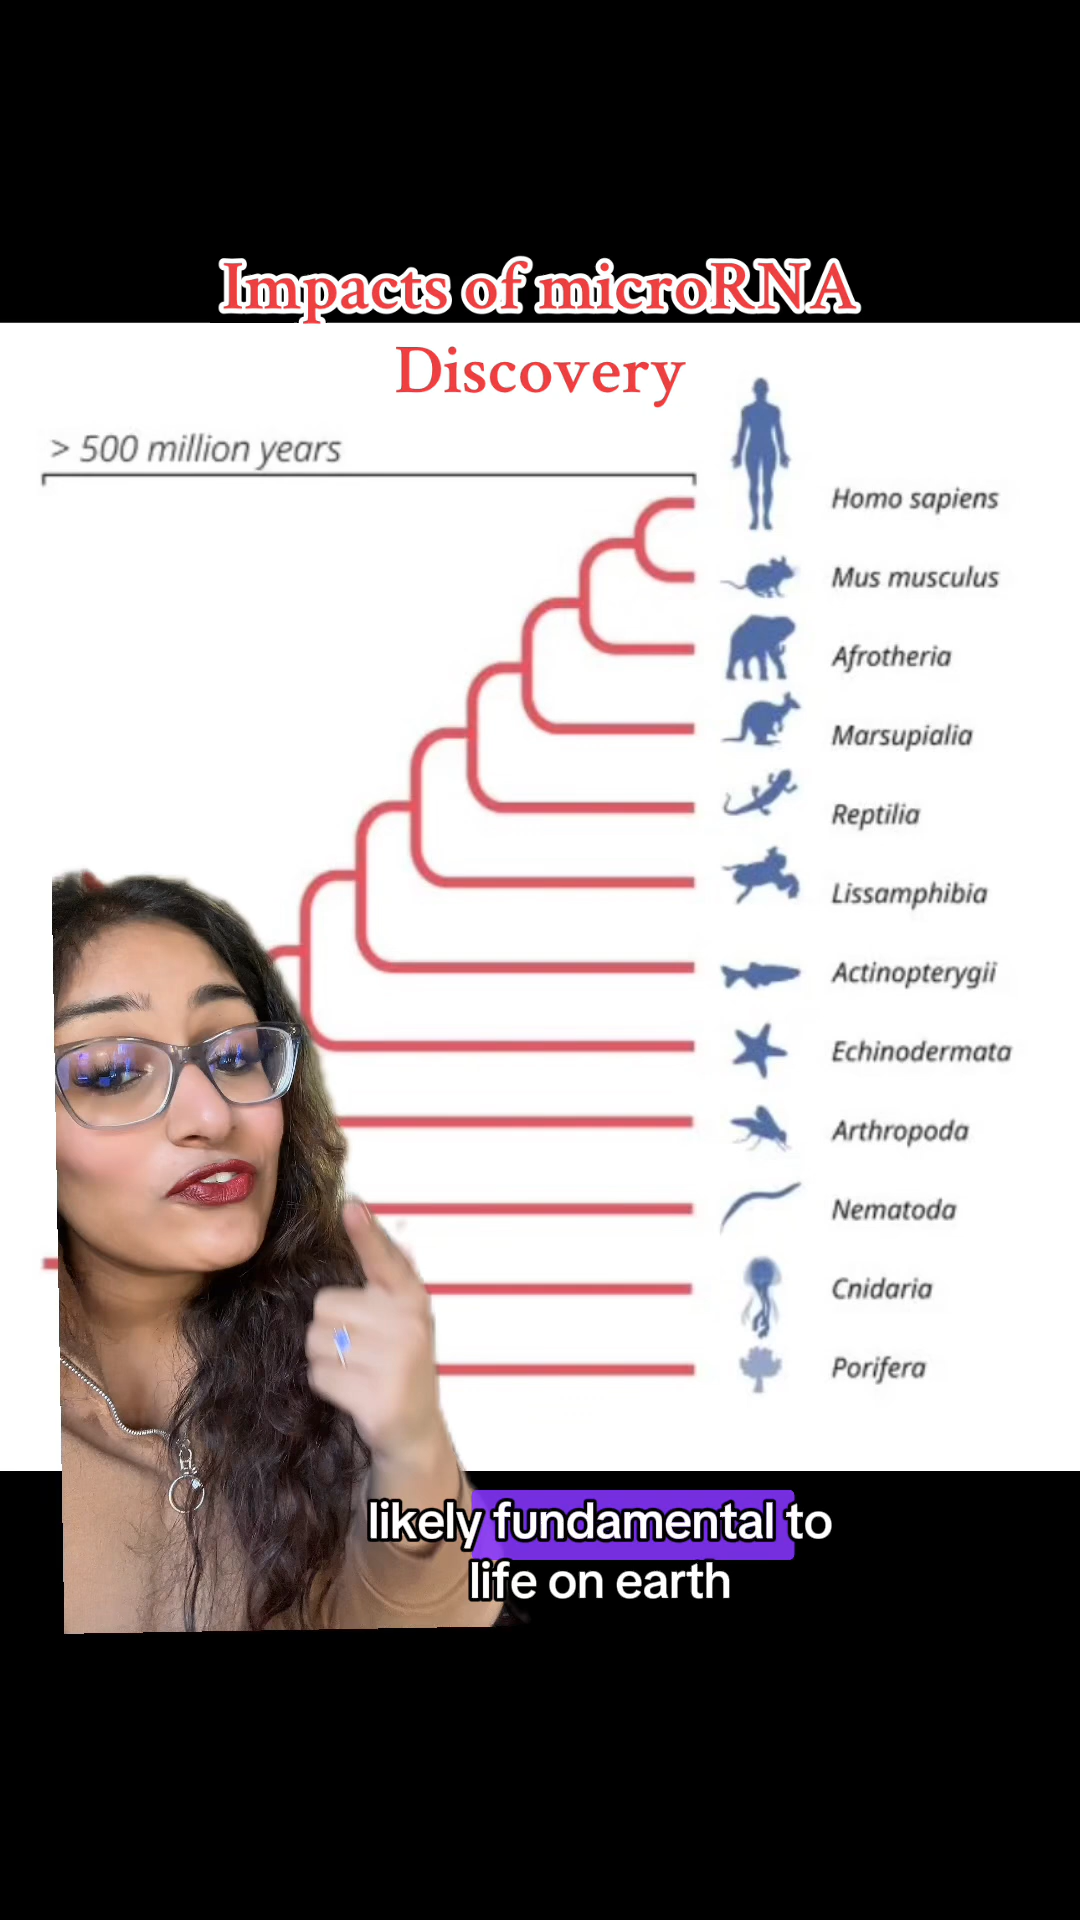 Impacts of microRNA
Discovery
> 500 million years
Homo sapiens
Mus musculus
Afrotheria
Marsupialia
Reptilia
Lissamphibia
Actinopterygii
Echinodermata
Arthropoda
Nematoda
Cnidaria
Porifera
likely fundamental to
life on earth